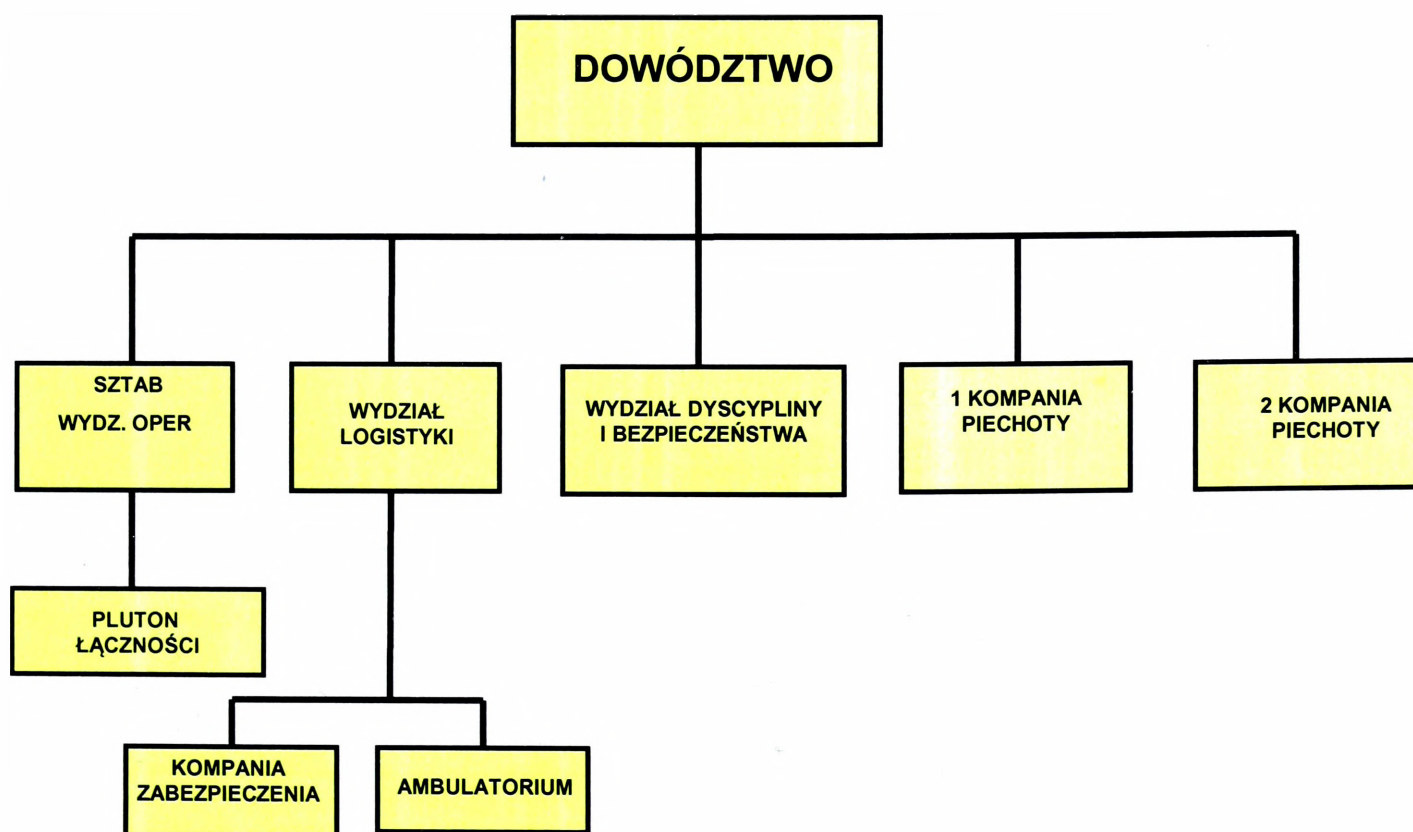 DOWÓDZTWO
SZTAB
WYDZ. OPER
WYDZIAŁ
LOGISTYKI
WYDZIAŁ DYSCYPLINY
I BEZPIECZEŃSTWA
1 KOMPANIA
PIECHOTY
2 KOMPANIA
PIECHOTY
PLUTON
ŁĄCZNOŚCI
KOMPANIA
ZABEZPIECZENIA
AMBULATORIUM